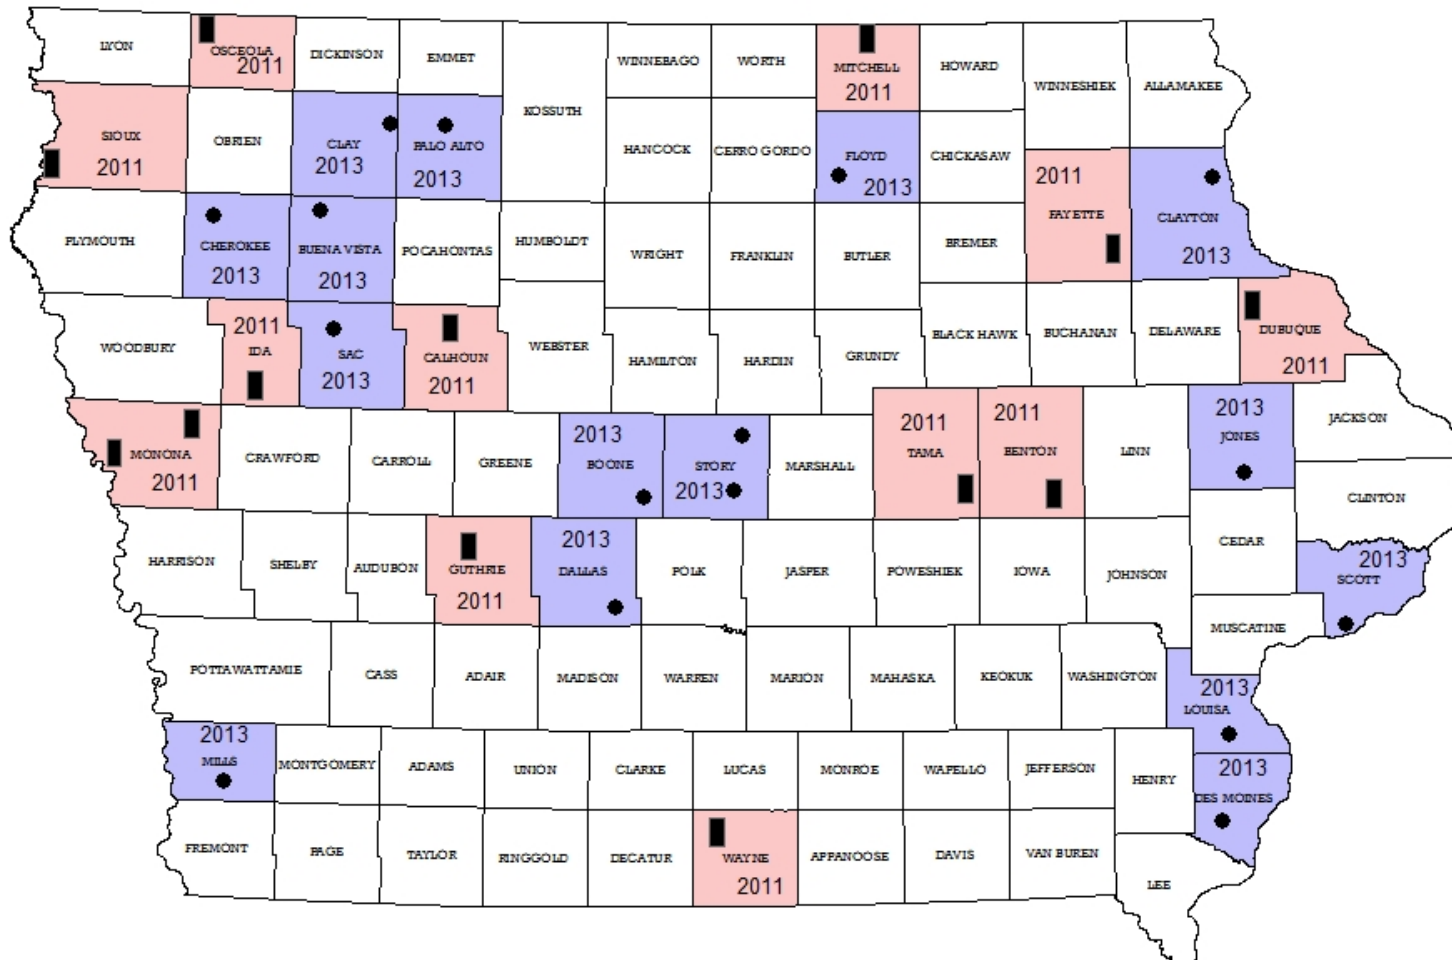 LYON
OSCEOLA
2011
DICKINSON
EMMET
WINNEBAGO
WORTH
MITCHELL
2011
HOWARD
WINNESHIEK
ALLAMAKEE
SIOUX
2011
OBRIEN
CLAY
2013
PALO ALTO
2013
KOSSUTH
HANCOCK
CERRO GORDO
FLOYD
2013
CHICKASAW
2011
FAYETTE
CLAYTON
2013
PLYMOUTH
CHEROKEE
2013
BUENA VISTA
2013
POCAHONTAS
HUMBOLDT
WRIGHT
FRANKLIN
BUTLER
BREMER
WOODBURY
2011
IDA
SAC
2013
CALHOUN
2011
WEBSTER
HAMILTON
HARDIN
GRUNDY
BLACK HAWK
BUCHANAN
DELAWARE
DUBUQUE
2011
MONONA
2011
CRAWFORD
CARROLL
GREENE
2013
BOONE
STORY
2013
MARSHALL
2011
TAMA
2011
BENTON
LINN
2013
JONES
JACKSON
CLINTON
HARRISON
SHELBY
AUDUBON
GUTHRIE
2011
2013
DALLAS
POLK
JASPER
POWESHIEK
IOWA
JOHNSON
CEDAR
2013
SCOTT
MUSCATINE
POTTAWATTAMIE
CASS
ADAIR
MADISON
WARREN
MARION
MAHASKA
KEOKUK
WASHINGTON
2013
LOUISA
2013
MILLS
MONTGOMERY
ADAMS
UNION
CLARKE
LUCAS
MONROE
WAPELLO
JEFFERSON
HENRY
2013
DES MOINES
FREMONT
PAGE
TAYLOR
RINGGOLD
DECATUR
WAYNE
2011
APPANOOSE
DAVIS
VAN BUREN
LEE